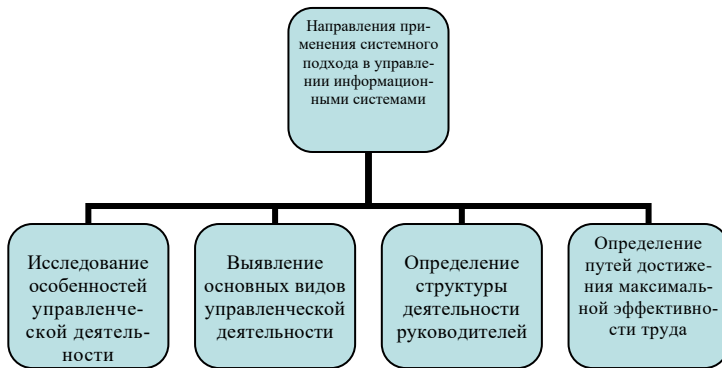 Направления при-
менения системного
подхода в управле-
нии информацион-
ными системами
Исследование
особенностей
управленче-
ской деятель-
ности
Выявление
основных видов
управленческой
деятельности
Определение
структуры
деятельности
руководителей
Определение
путей достиже-
ния максималь-
ной эффективно-
сти труда